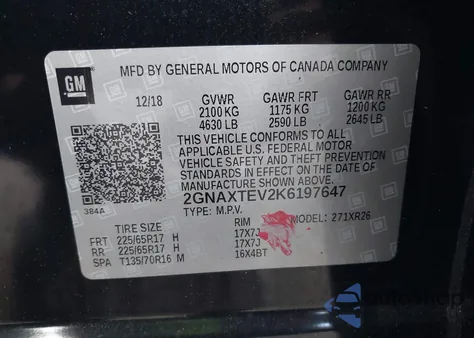 GM
MFD BY GENERAL MOTORS OF CANADA COMPANY
12/18 GVWR GAWR FRT GAWR RR
2100 KG 1175 KG 1200 KG
4630 LB 2590 LB 2645 LB
THIS VEHICLE CONFORMS TO ALL
APPLICABLE U.S. FEDERAL MOTOR
VEHICLE SAFETY AND THEFT PREVENTION
STANDARDS IN EFFECT ON THE DATE OF
MANUFACTURE SHOWN ABOVE.
2GNAXTEV2K6197647
TYPE: M.P.V. MODEL: 271XR26
384A
TIRE SIZE RIM
FRT 225/65R17 H 17X7J
RR 225/65R17 H 17X7J
SPA T135/70R16 M 16X4BT